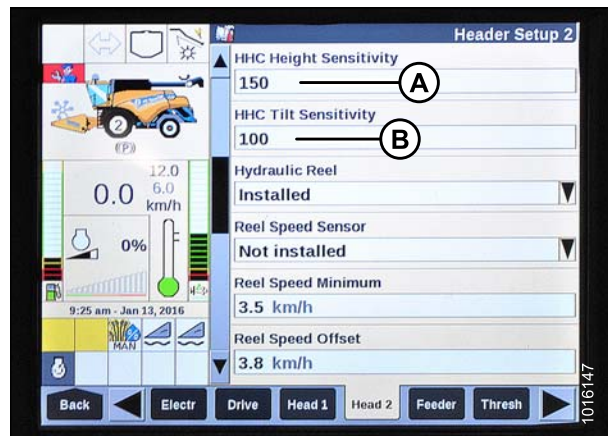 Header Setup 2
HHC Height Sensitivity
150
A
HHC Tilt Sensitivity
100
B
Hydraulic Reel
Installed
Reel Speed Sensor
Not installed
Reel Speed Minimum
3.5 km/h
Reel Speed Offset
3.8 km/h
2
(P)
12.0
0.0 6.0
km/h
0%
9:25 am - Jan 13, 2016
MAN
Back Electr Drive Head 1 Head 2 Feeder Thresh
1016147